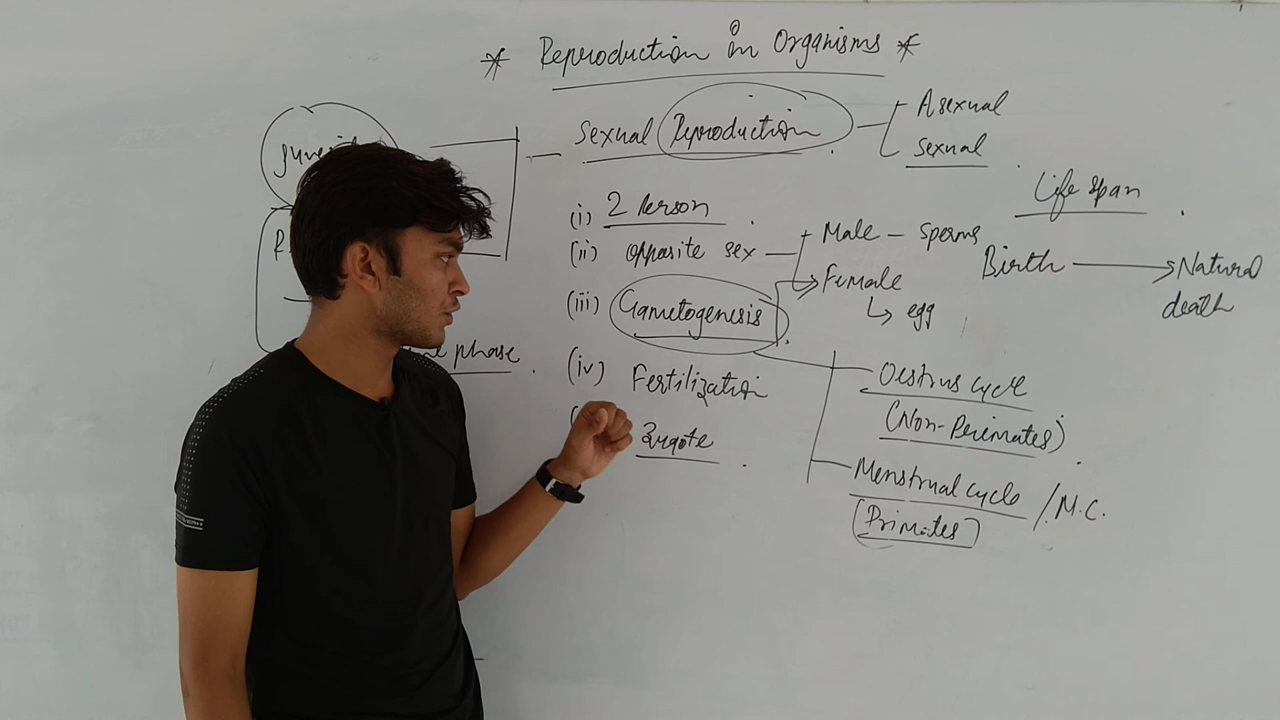 * Reproduction in Organisms *
Sexual Reproduction
Asexual
Sexual
(i) 2 Person
(ii) Opposite sex
Male - Sperms
Female
egg
(iii) Gametogenesis
(iv) Fertilization
Zygote
phase
Life span
Birth
Natural
death
Oestrus cycle
(Non-Perimates)
Menstrual cycle / M.C.
(Primates)